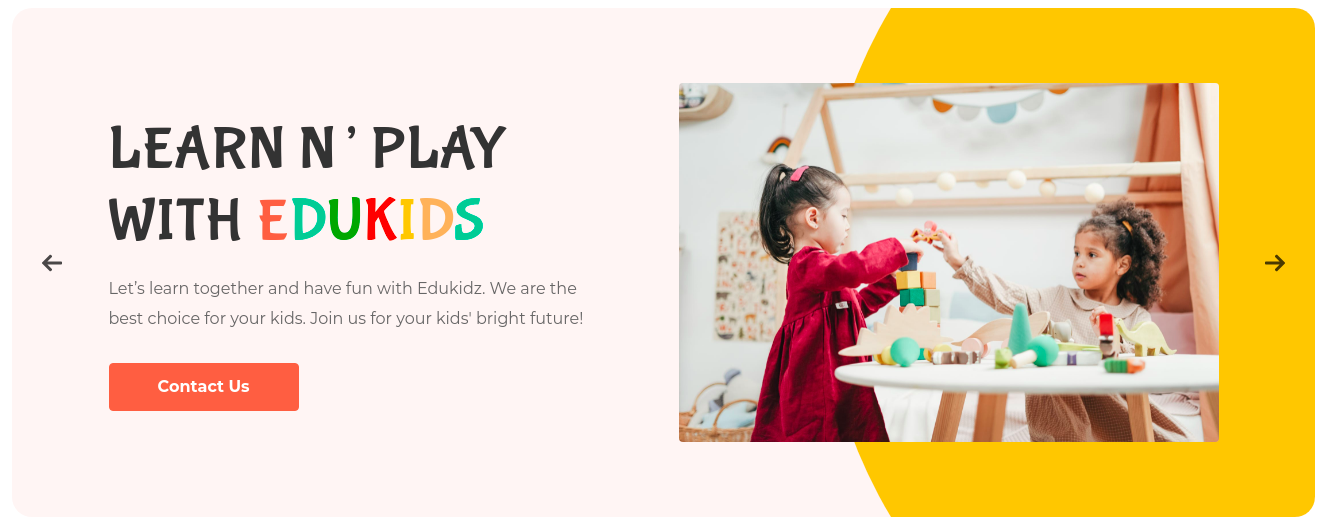 LEARN N ’ PLAY
WITH EDUKIDS
Let’s learn together and have fun with Edukidz. We are the
best choice for your kids. Join us for your kids' bright future!
Contact Us